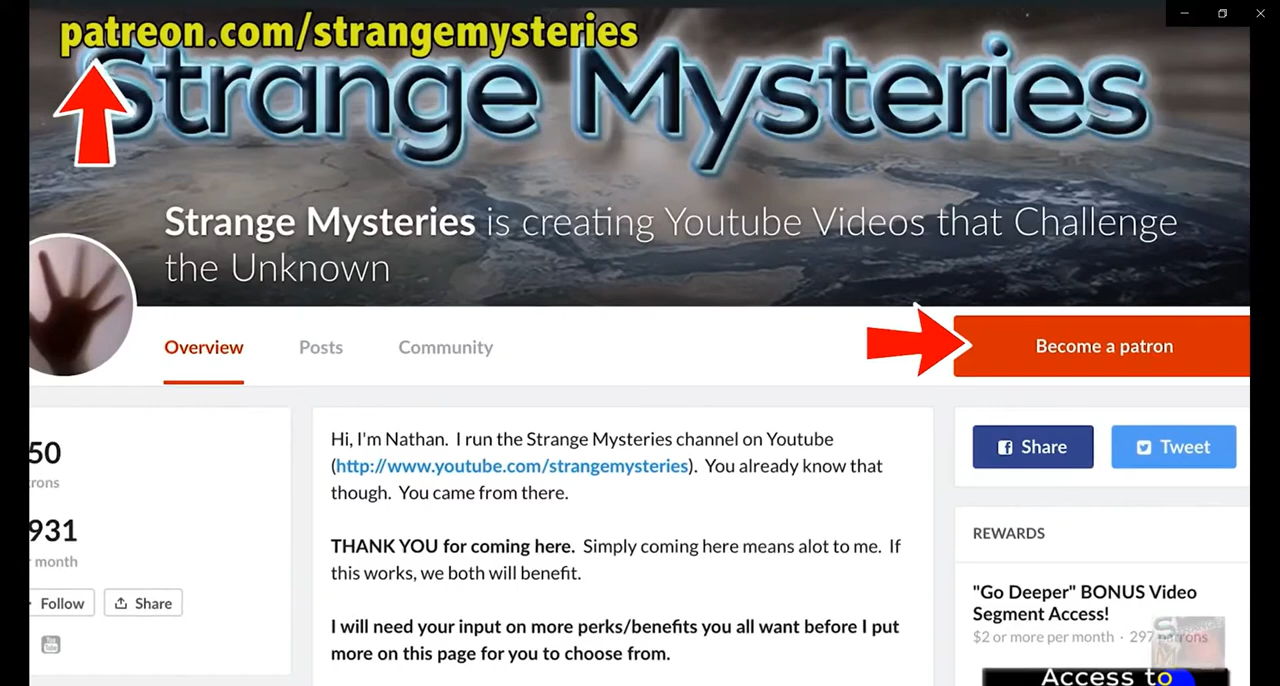 patreon.com/strangemysteries
Strange Mysteries
Strange Mysteries is creating Youtube Videos that Challenge
the Unknown
Overview Posts Community
Become a patron
50
931
month
Follow Share
Hi, I'm Nathan. I run the Strange Mysteries channel on Youtube
(http://www.youtube.com/strangemysteries). You already know that
though. You came from there.
THANK YOU for coming here. Simply coming here means alot to me. If
this works, we both will benefit.
I will need your input on more perks/benefits you all want before I put
more on this page for you to choose from.
Share Tweet
REWARDS
"Go Deeper" BONUS Video
Segment Access!
$2 or more per month · 297 patrons
Access to